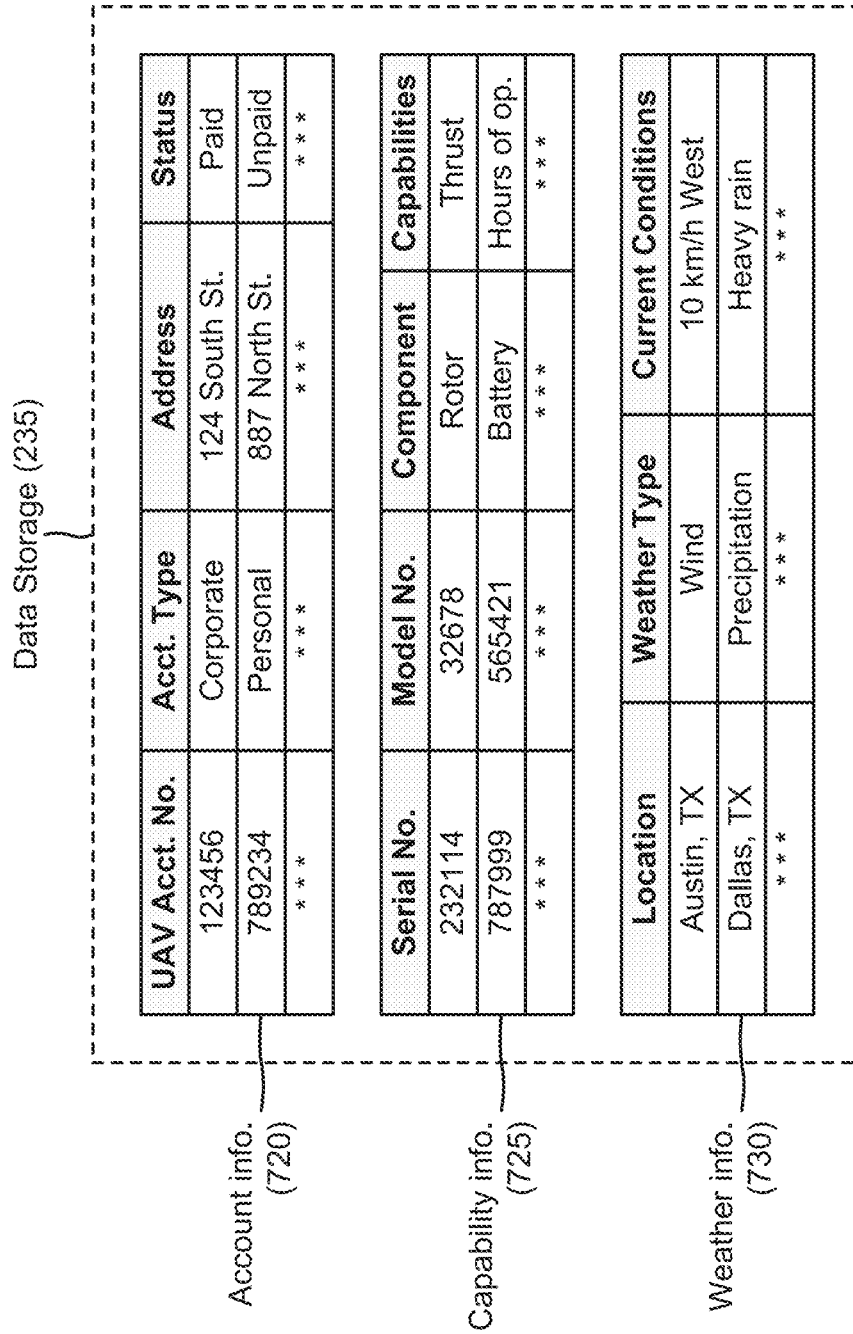 Data Storage (235)
Account info.
(720)
UAV Acct. No. Acct. Type Address Status
123456 Corporate 124 South St. Paid
789234 Personal 887 North St. Unpaid
* * * * * * * * * * * *
Capability info.
(725)
Serial No. Model No. Component Capabilities
232114 32678 Rotor Thrust
787999 565421 Battery Hours of op.
* * * * * * * * * * * *
Weather info.
(730)
Location Weather Type Current Conditions
Austin, TX Wind 10 km/h West
Dallas, TX Precipitation Heavy rain
* * * * * * * * *